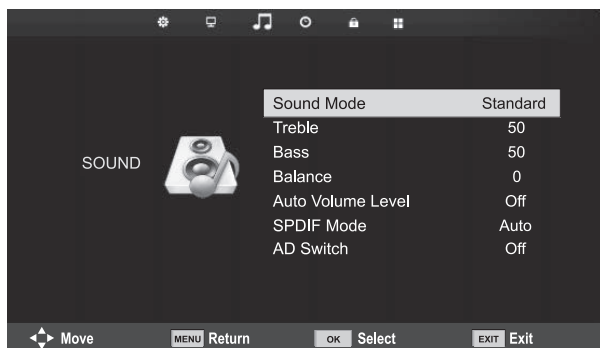 Sound Mode Standard
Treble 50
Bass 50
SOUND
Balance 0
Auto Volume Level Off
SPDIF Mode Auto
AD Switch Off
Move MENU Return OK Select EXIT Exit